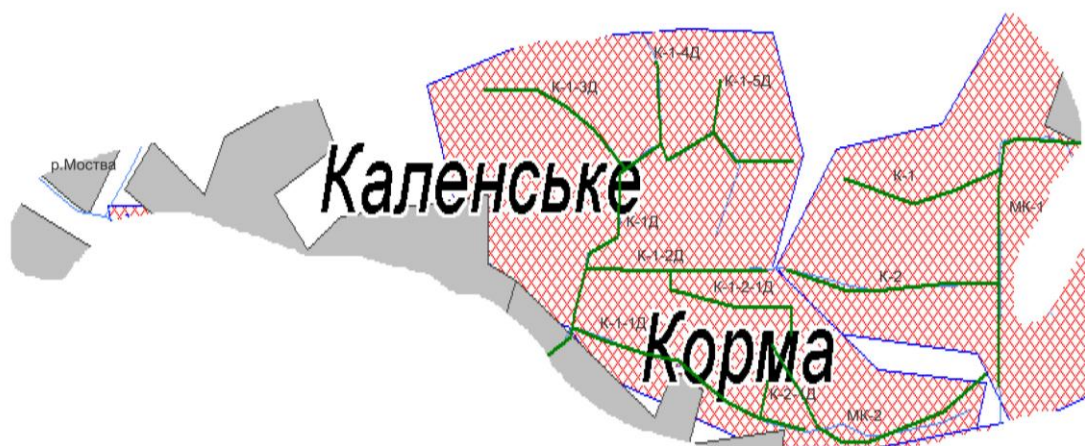 К-1-4Д
К-1-3Д
К-1-5Д
р.Моства
Каленське
К-1
МК-1
К-1Д
К-1-2Д
К-2
К-1-2-1Д
К-1-1Д
Корма
К-2-1Д
МК-2